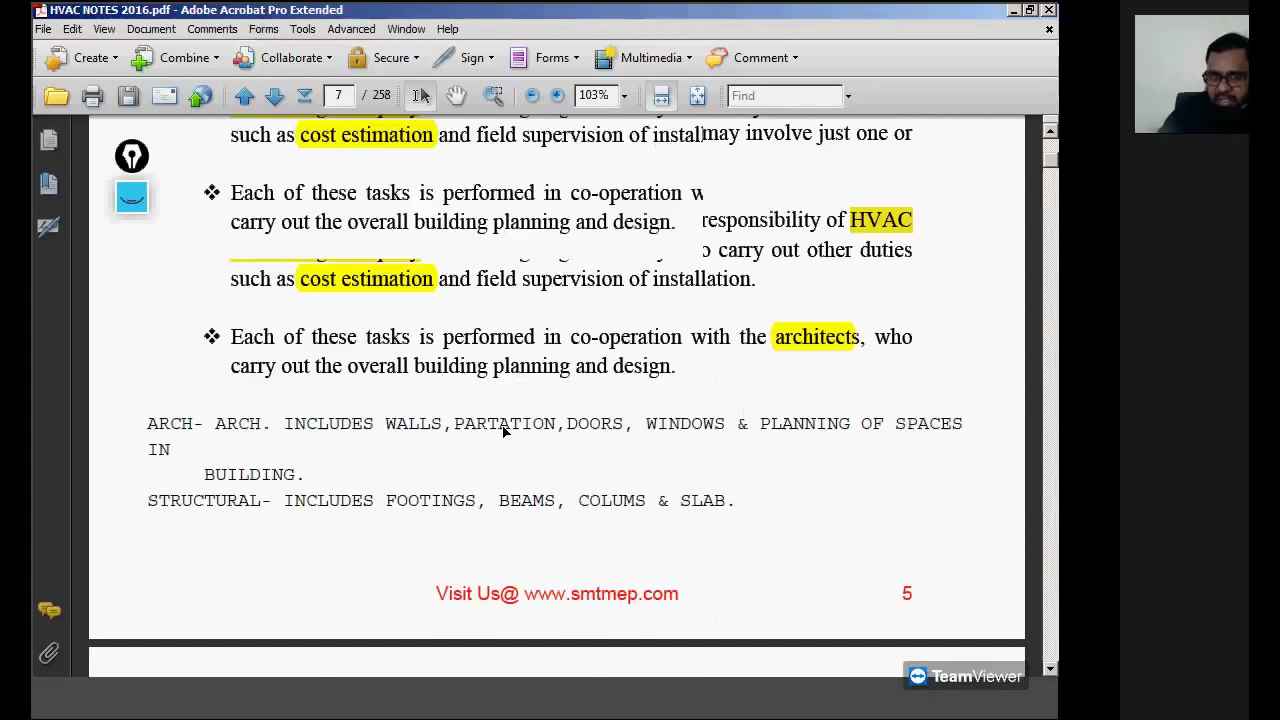 HVAC NOTES 2016.pdf - Adobe Acrobat Pro Extended
File Edit View Document Comments Forms Tools Advanced Window Help
Create Combine Collaborate Secure Sign Forms Multimedia Comment
7 / 258 103% Find
such as cost estimation and field supervision of install may involve just one or
❖ Each of these tasks is performed in co-operation w
carry out the overall building planning and design. responsibility of HVAC
o carry out other duties
such as cost estimation and field supervision of installation.
❖ Each of these tasks is performed in co-operation with the architects, who
carry out the overall building planning and design.
ARCH- ARCH. INCLUDES WALLS,PARTATION,DOORS, WINDOWS & PLANNING OF SPACES
IN
BUILDING.
STRUCTURAL- INCLUDES FOOTINGS, BEAMS, COLUMS & SLAB.
Visit Us@ www.smtmep.com 5
TeamViewer